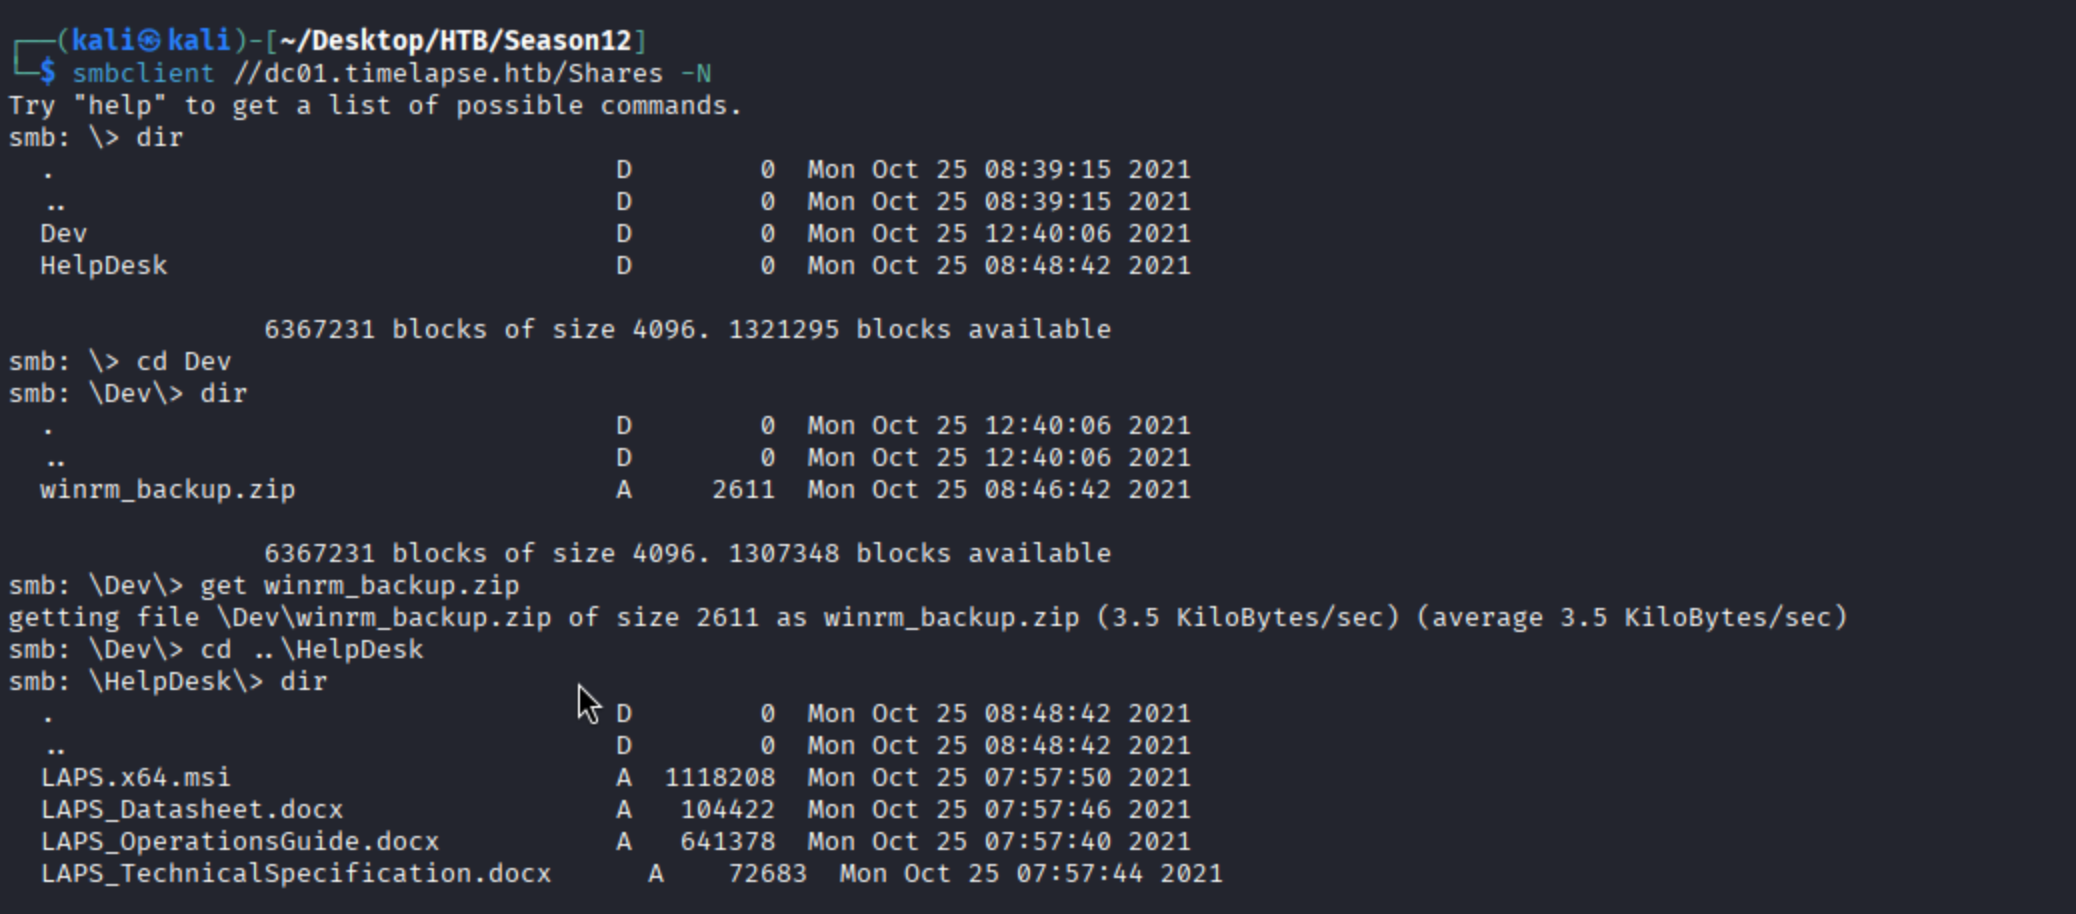 ┌──(kali㉿kali)-[~/Desktop/HTB/Season12]
└─$ smbclient //dc01.timelapse.htb/Shares -N
Try "help" to get a list of possible commands.
smb: \> dir
  .                                   D        0  Mon Oct 25 08:39:15 2021
  ..                                  D        0  Mon Oct 25 08:39:15 2021
  Dev                                 D        0  Mon Oct 25 12:40:06 2021
  HelpDesk                            D        0  Mon Oct 25 08:48:42 2021
                6367231 blocks of size 4096. 1321295 blocks available
smb: \> cd Dev
smb: \Dev\> dir
  .                                   D        0  Mon Oct 25 12:40:06 2021
  ..                                  D        0  Mon Oct 25 12:40:06 2021
  winrm_backup.zip                    A     2611  Mon Oct 25 08:46:42 2021
                6367231 blocks of size 4096. 1307348 blocks available
smb: \Dev\> get winrm_backup.zip
getting file \Dev\winrm_backup.zip of size 2611 as winrm_backup.zip (3.5 KiloBytes/sec) (average 3.5 KiloBytes/sec)
smb: \Dev\> cd ..\HelpDesk
smb: \HelpDesk\> dir
  .                                   D        0  Mon Oct 25 08:48:42 2021
  ..                                  D        0  Mon Oct 25 08:48:42 2021
  LAPS.x64.msi                        A  1118208  Mon Oct 25 07:57:50 2021
  LAPS_Datasheet.docx                 A   104422  Mon Oct 25 07:57:46 2021
  LAPS_OperationsGuide.docx           A   641378  Mon Oct 25 07:57:40 2021
  LAPS_TechnicalSpecification.docx      A    72683  Mon Oct 25 07:57:44 2021